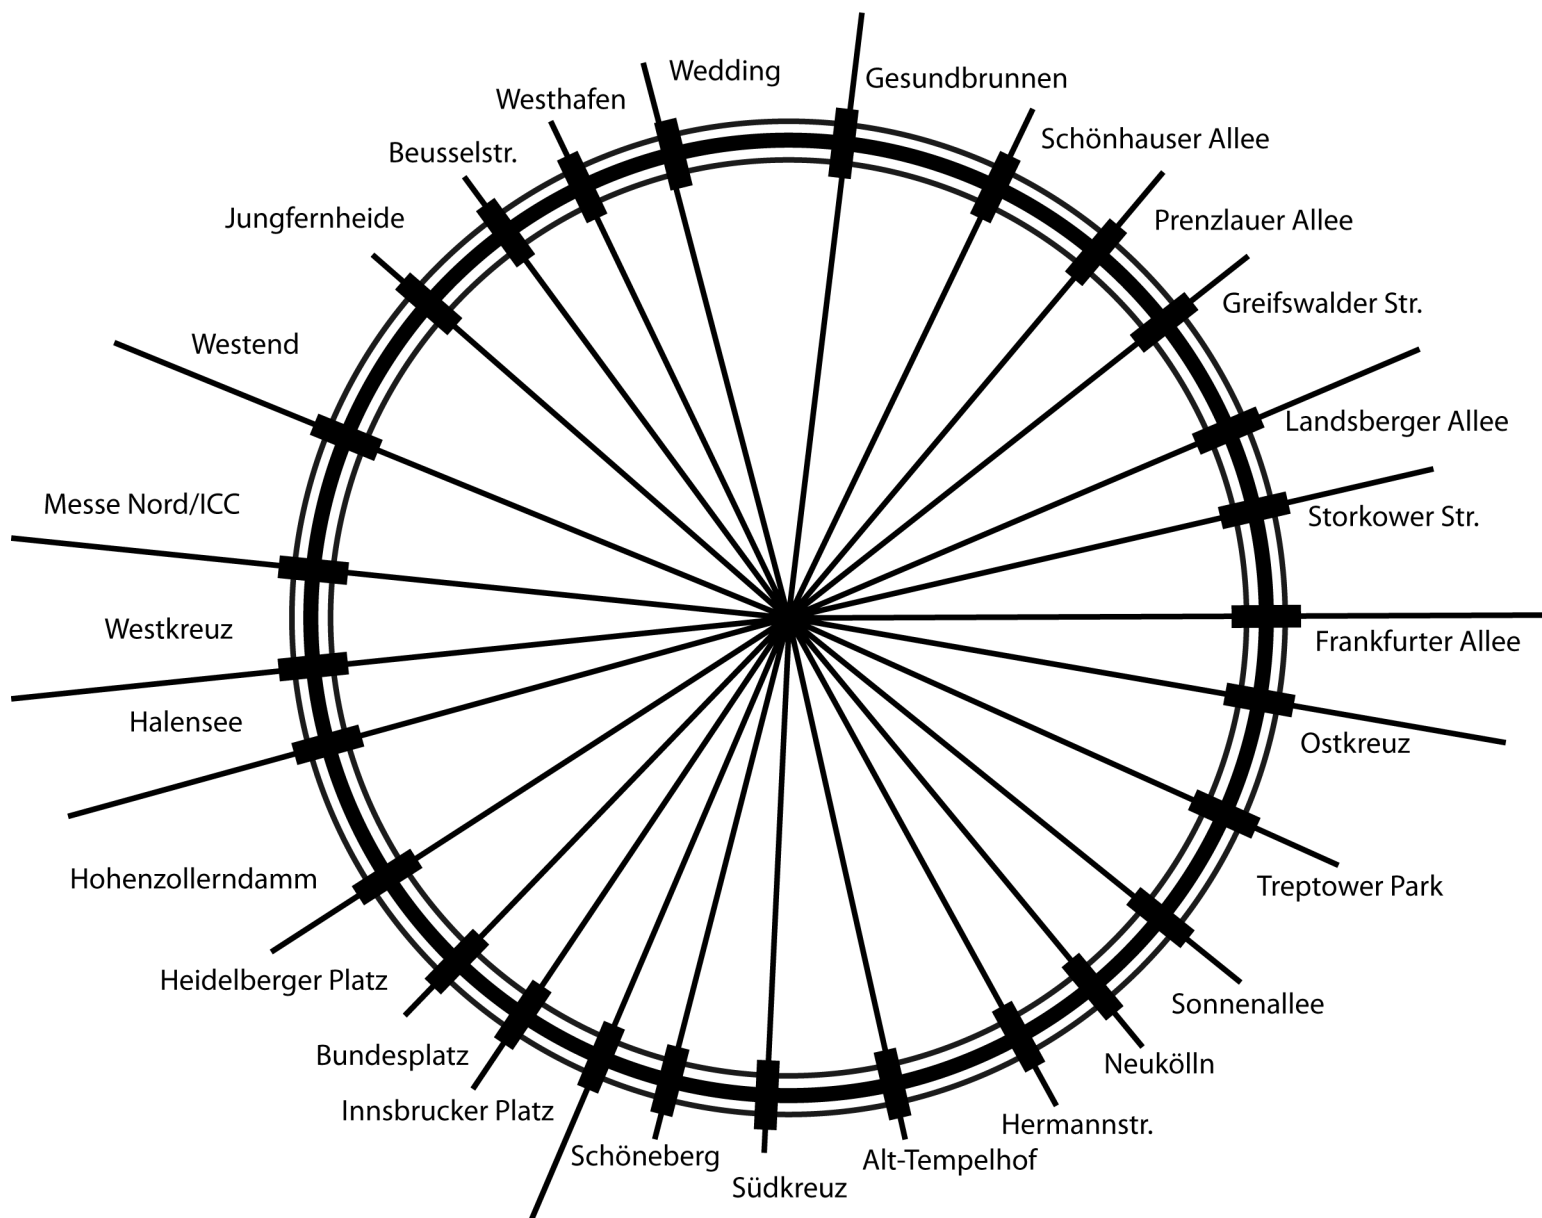 Wedding
Gesundbrunnen
Westhafen
Schönhauser Allee
Beusselstr.
Jungfernheide
Prenzlauer Allee
Greifswalder Str.
Westend
Landsberger Allee
Messe Nord/ICC
Storkower Str.
Westkreuz
Frankfurter Allee
Halensee
Ostkreuz
Hohenzollerndamm
Treptower Park
Heidelberger Platz
Sonnenallee
Bundesplatz
Neukölln
Innsbrucker Platz
Hermannstr.
Schöneberg
Alt-Tempelhof
Südkreuz